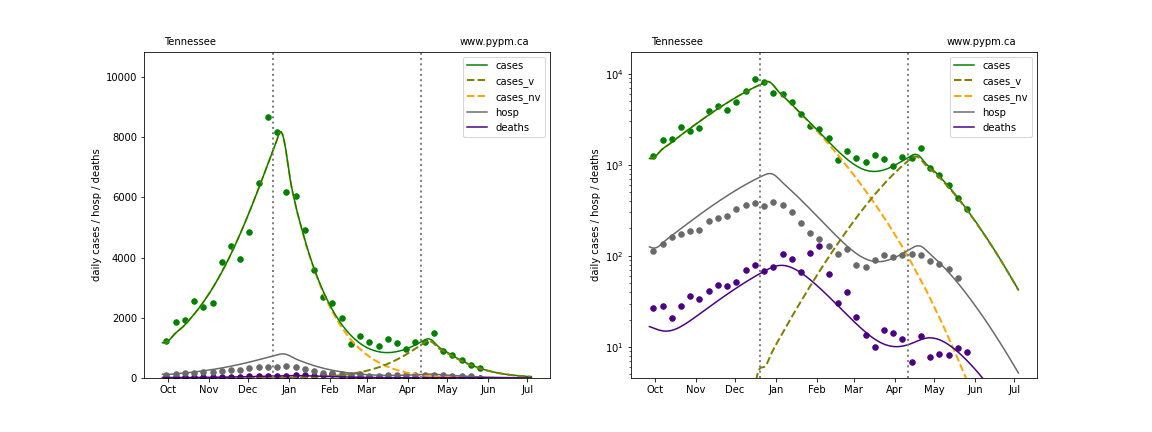 Tennessee www.pypm.ca
daily cases / hosp / deaths
10000
8000
6000
4000
2000
0
cases
cases_v
cases_nv
hosp
deaths
Oct Nov Dec Jan Feb Mar Apr May Jun Jul
Tennessee www.pypm.ca
daily cases / hosp / deaths
10⁴
10³
10²
10¹
cases
cases_v
cases_nv
hosp
deaths
Oct Nov Dec Jan Feb Mar Apr May Jun Jul